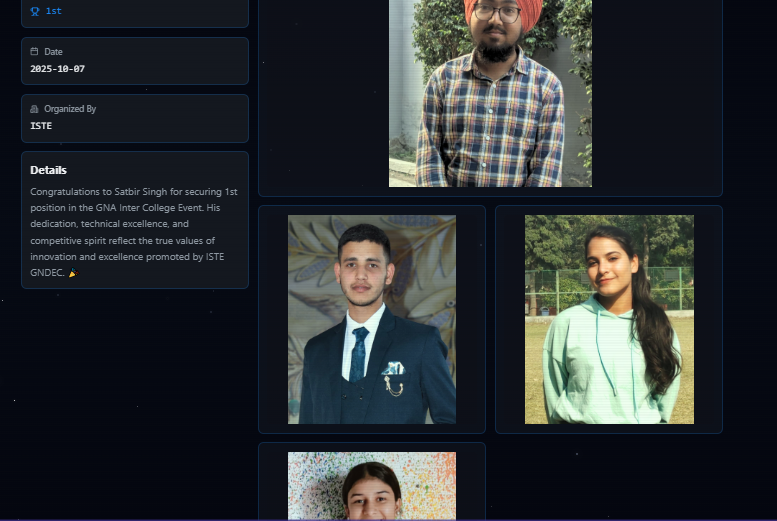 1st
Date
2025-10-07
Organized By
ISTE
Details
Congratulations to Satbir Singh for securing 1st
position in the GNA Inter College Event. His
dedication, technical excellence, and
competitive spirit reflect the true values of
innovation and excellence promoted by ISTE
GNDEC. 🎉